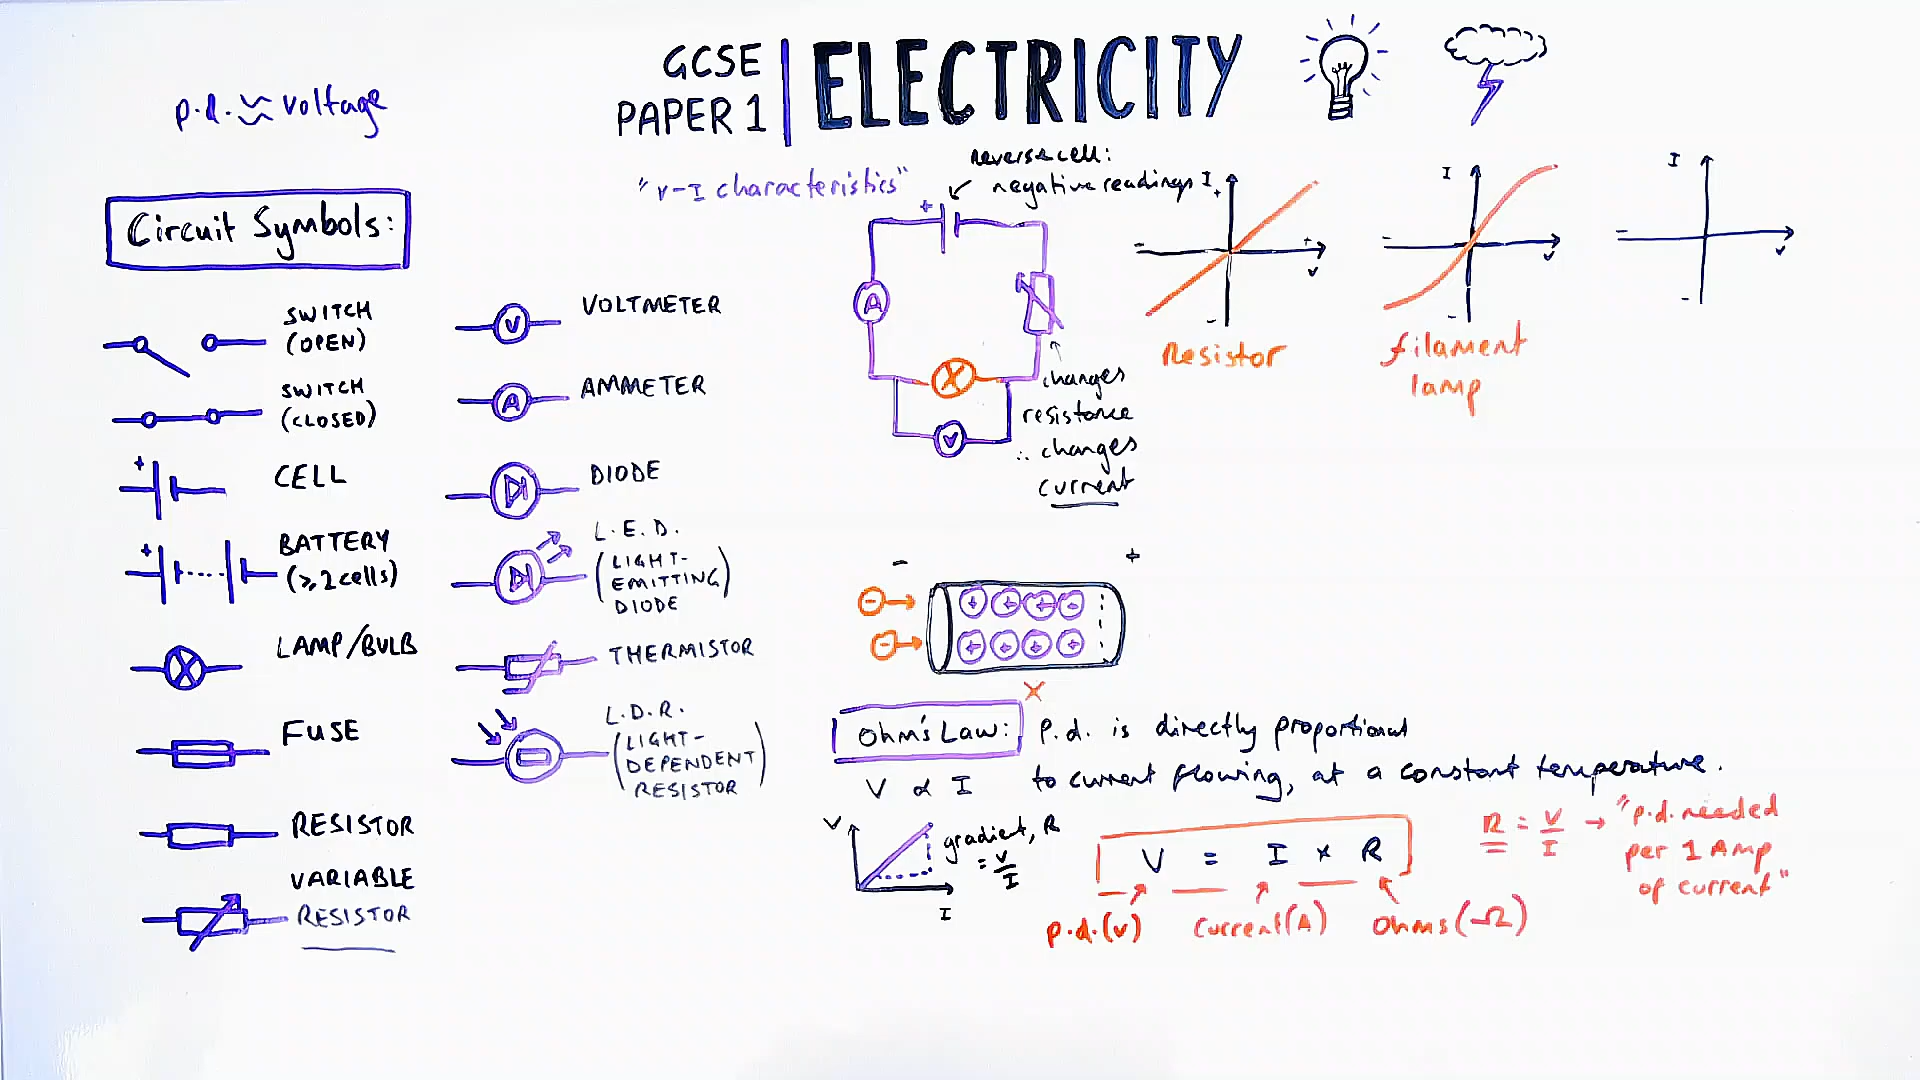 GCSE
PAPER 1
ELECTRICITY
p.d. ≈ voltage
Circuit Symbols:
SWITCH
(OPEN)
SWITCH
(CLOSED)
+
CELL
+
BATTERY
(⩾2 cells)
LAMP/BULB
FUSE
RESISTOR
VARIABLE
RESISTOR
V
VOLTMETER
A
AMMETER
DIODE
L.E.D.
(LIGHT-
EMITTING
DIODE)
THERMISTOR
L.D.R.
(LIGHT-
DEPENDENT
RESISTOR)
"V-I characteristics"
reverse cell:
negative readings
+
A
V
changes
resistance
∴ changes
current
I
+
-
+
V
-
Resistor
I
-
V
-
filament
lamp
I
-
V
-
-
+
- + + + -
- + + + +
Ohm's Law:
p.d. is directly proportional
to current flowing, at a constant temperature.
V ∝ I
V
gradient, R
= V/I
I
V = I × R
p.d.(V)
Current(A)
Ohms(Ω)
R = V/I → "p.d. needed
per 1 Amp
of current"